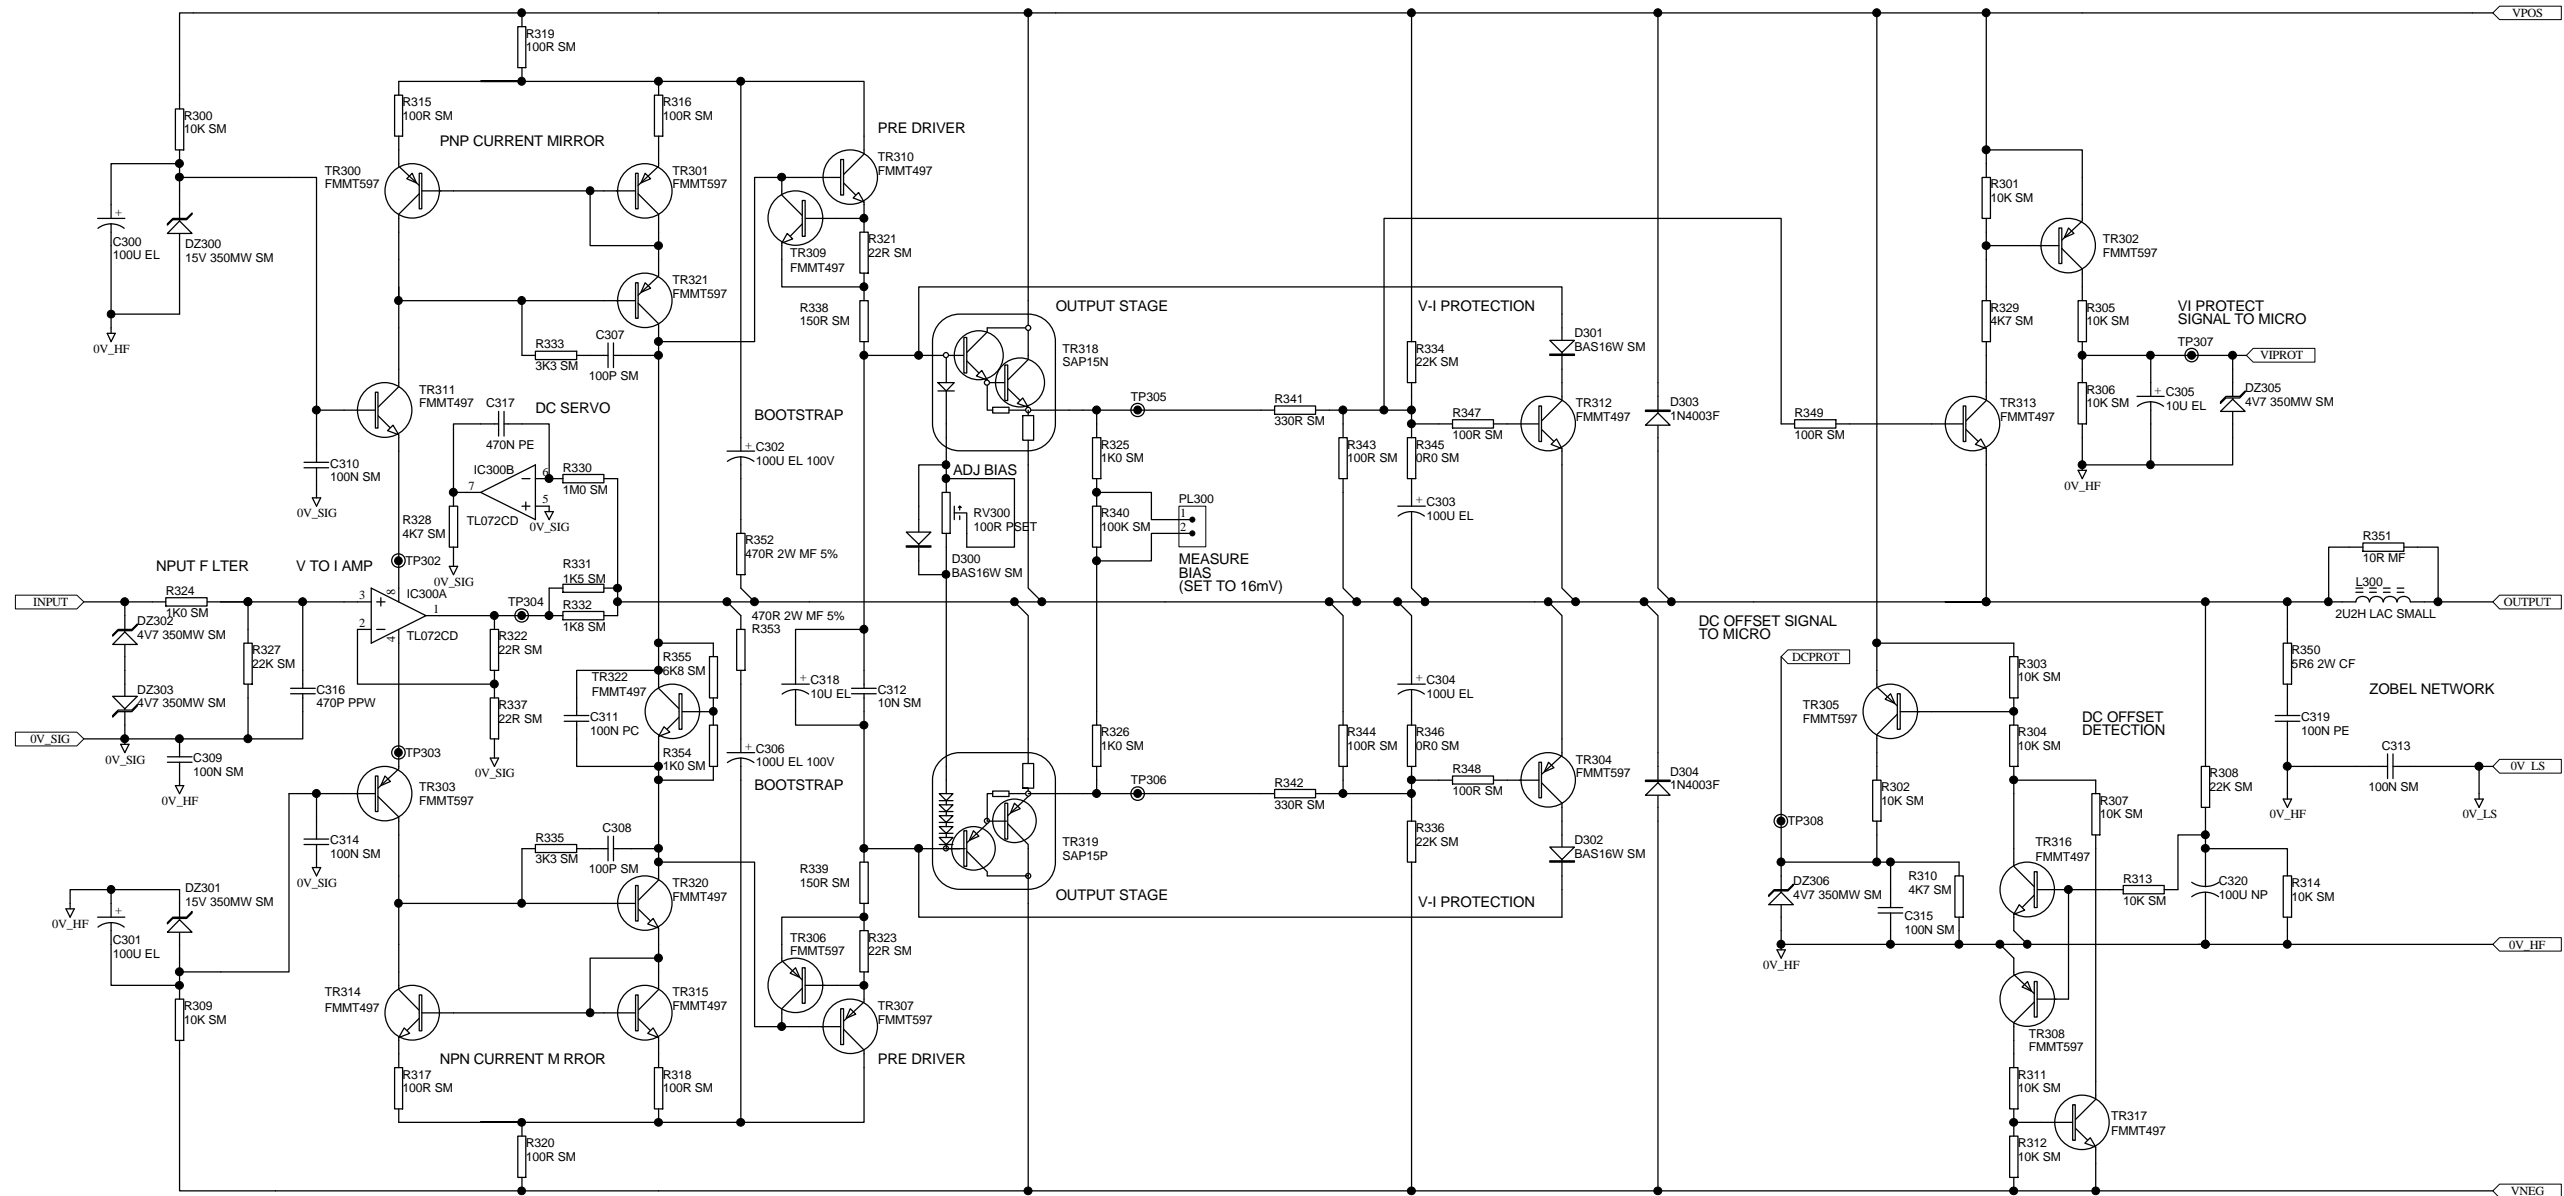 VPOS
R319
100R SM
R300
10K SM
R315
100R SM
R316
100R SM
PNP CURRENT MIRROR
PRE DRIVER
TR300
FMMT597
TR301
FMMT597
TR310
FMMT497
+
C300
100U EL
DZ300
15V 350MW SM
0V_HF
TR309
FMMT497
R321
22R SM
TR321
FMMT597
R338
150R SM
R333
3K3 SM
C307
100P SM
OUTPUT STAGE
TR318
SAP15N
V-I PROTECTION
R334
22K SM
D301
BAS16W SM
R301
10K SM
TR302
FMMT597
R329
4K7 SM
R305
10K SM
VI PROTECT
SIGNAL TO MICRO
TP307
VIPROT
R306
10K SM
+
C305
10U EL
DZ305
4V7 350MW SM
0V_HF
TR311
FMMT497
C317
470N PE
DC SERVO
BOOTSTRAP
+
C302
100U EL 100V
TP305
R341
330R SM
R347
100R SM
TR312
FMMT497
D303
1N4003F
R349
100R SM
TR313
FMMT497
C310
100N SM
0V_SIG
IC300B
7
6
5
−
+
TL072CD
0V_SIG
R330
1M0 SM
R328
4K7 SM
0V_SIG
ADJ BIAS
RV300
100R PSET
D300
BAS16W SM
R325
1K0 SM
R340
100K SM
PL300
1
2
MEASURE
BIAS
(SET TO 16mV)
R343
100R SM
R345
0R0 SM
+
C303
100U EL
R352
470R 2W MF 5%
TP302
NPUT F LTER
V TO I AMP
R331
1K5 SM
R351
10R MF
L300
2U2H LAC SMALL
INPUT
R324
1K0 SM
IC300A
3
+
8
1
2
−
4
TL072CD
TP304
R332
1K8 SM
470R 2W MF 5%
R353
OUTPUT
DZ302
4V7 350MW SM
R327
22K SM
R322
22R SM
DC OFFSET SIGNAL
TO MICRO
DCPROT
DZ303
4V7 350MW SM
C316
470P PPW
R337
22R SM
0V_SIG
R355
6K8 SM
TR322
FMMT497
C311
100N PC
R354
1K0 SM
+
C318
10U EL
C312
10N SM
+
C304
100U EL
TR305
FMMT597
R303
10K SM
R304
10K SM
DC OFFSET
DETECTION
R350
5R6 2W CF
ZOBEL NETWORK
C319
100N PE
0V_SIG
0V_SIG
C309
100N SM
0V_HF
TP303
TR303
FMMT597
+
C306
100U EL 100V
BOOTSTRAP
R326
1K0 SM
R344
100R SM
R346
0R0 SM
TP306
R342
330R SM
R348
100R SM
TR304
FMMT597
D304
1N4003F
R302
10K SM
R307
10K SM
R308
22K SM
C313
100N SM
0V LS
0V_HF
0V_LS
C314
100N SM
0V_SIG
R335
3K3 SM
C308
100P SM
TR319
SAP15P
R336
22K SM
D302
BAS16W SM
TP308
TR316
FMMT497
DZ301
15V 350MW SM
0V_HF
+
C301
100U EL
TR320
FMMT497
R339
150R SM
OUTPUT STAGE
V-I PROTECTION
DZ306
4V7 350MW SM
R310
4K7 SM
C315
100N SM
R313
10K SM
C320
100U NP
R314
10K SM
0V_HF
0V_HF
TR306
FMMT597
R323
22R SM
R309
10K SM
TR314
FMMT497
TR315
FMMT497
TR307
FMMT597
TR308
FMMT597
NPN CURRENT M RROR
PRE DRIVER
R317
100R SM
R318
100R SM
R311
10K SM
TR317
FMMT497
R320
100R SM
R312
10K SM
VNEG